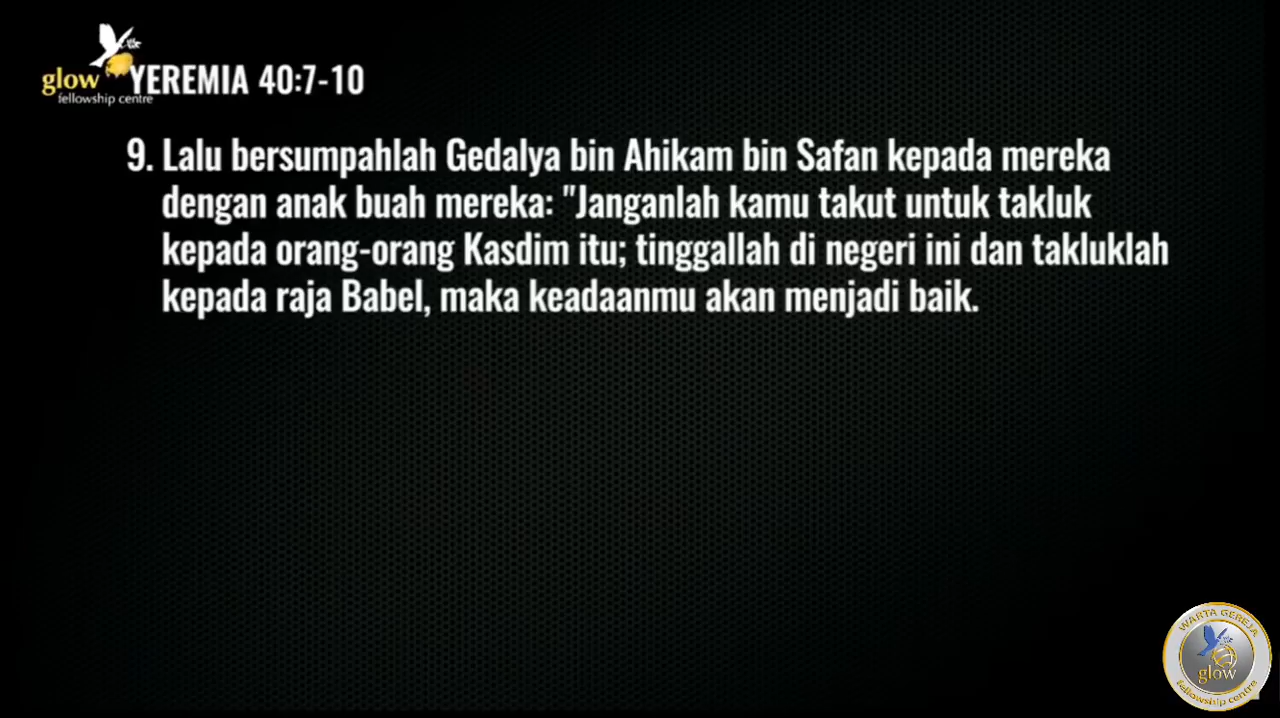 glow
fellowship centre
YEREMIA 40:7-10
9. Lalu bersumpahlah Gedalya bin Ahikam bin Safan kepada mereka
dengan anak buah mereka: "Janganlah kamu takut untuk takluk
kepada orang-orang Kasdim itu; tinggallah di negeri ini dan takluklah
kepada raja Babel, maka keadaanmu akan menjadi baik.
WARTA GEREJA
glow
fellowship centre